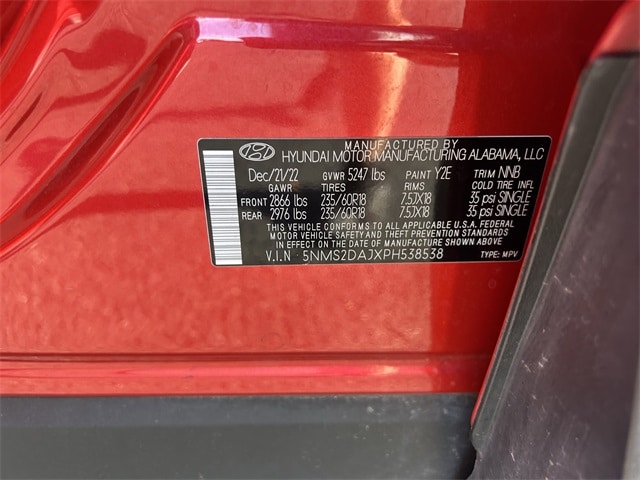 MANUFACTURED BY
HYUNDAI MOTOR MANUFACTURING ALABAMA, LLC
Dec/21/22 GVWR 5247 lbs PAINT Y2E TRIM NNB
GAWR TIRES RIMS COLD TIRE INFL
FRONT 2866 lbs 235/60R18 7.5JX18 35 psi SINGLE
REAR 2976 lbs 235/60R18 7.5JX18 35 psi SINGLE
THIS VEHICLE CONFORMS TO ALL APPLICABLE U.S. FEDERAL
MOTOR VEHICLE SAFETY AND THEFT PREVENTION STANDARDS
IN EFFECT ON THE DATE OF MANUFACTURE SHOWN ABOVE
V.I.N 5NMS2DAJXPH538538 TYPE: MPV